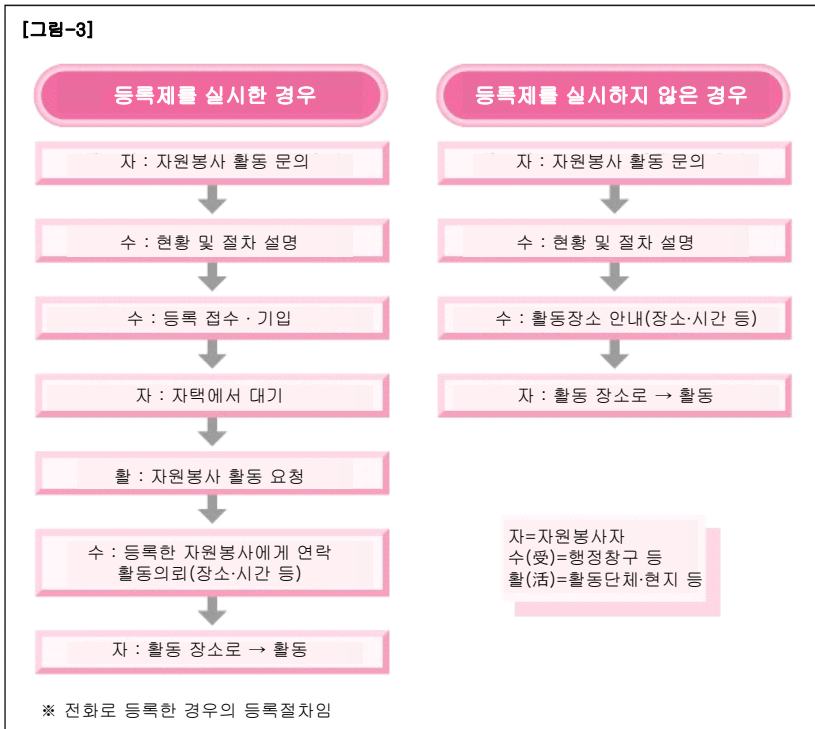 [그림-3]
등록제를 실시한 경우
자 : 자원봉사 활동 문의
수 : 현황 및 절차 설명
수 : 등록 접수 · 기입
자 : 자택에서 대기
활 : 자원봉사 활동 요청
수 : 등록한 자원봉사에게 연락
활동의뢰(장소·시간 등)
자 : 활동 장소로 → 활동
※ 전화로 등록한 경우의 등록절차임
등록제를 실시하지 않은 경우
자 : 자원봉사 활동 문의
수 : 현황 및 절차 설명
수 : 활동장소 안내(장소·시간 등)
자 : 활동 장소로 → 활동
자=자원봉사자
수(受)=행정창구 등
활(活)=활동단체·현지 등